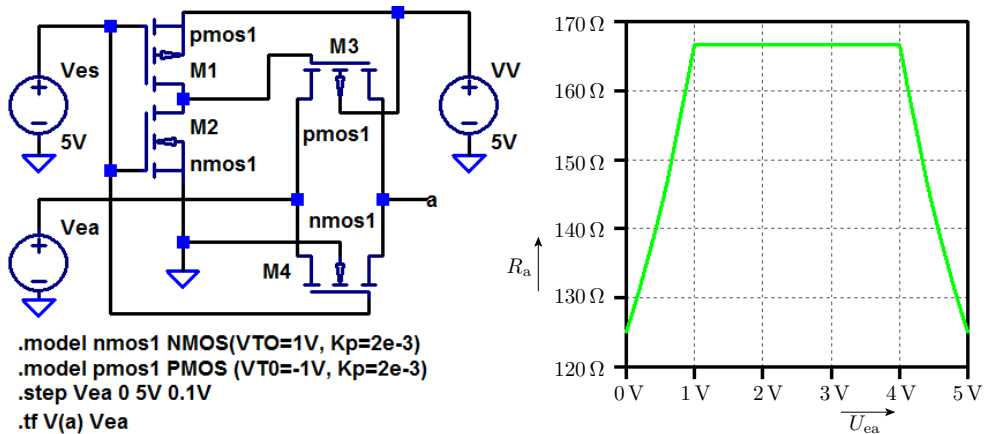 pmos1
M3
Ves
M1
VV
M2
pmos1
5V
nmos1
5V
nmos1
a
Vea
M4
.model nmos1 NMOS(VTO=1V, Kp=2e-3)
.model pmos1 PMOS (VT0=-1V, Kp=2e-3)
.step Vea 0 5V 0.1V
.tf V(a) Vea
170 Ω
160 Ω
150 Ω
140 Ω
130 Ω
120 Ω
Ra
0 V 1 V 2 V 3 V 4 V 5 V
Uea